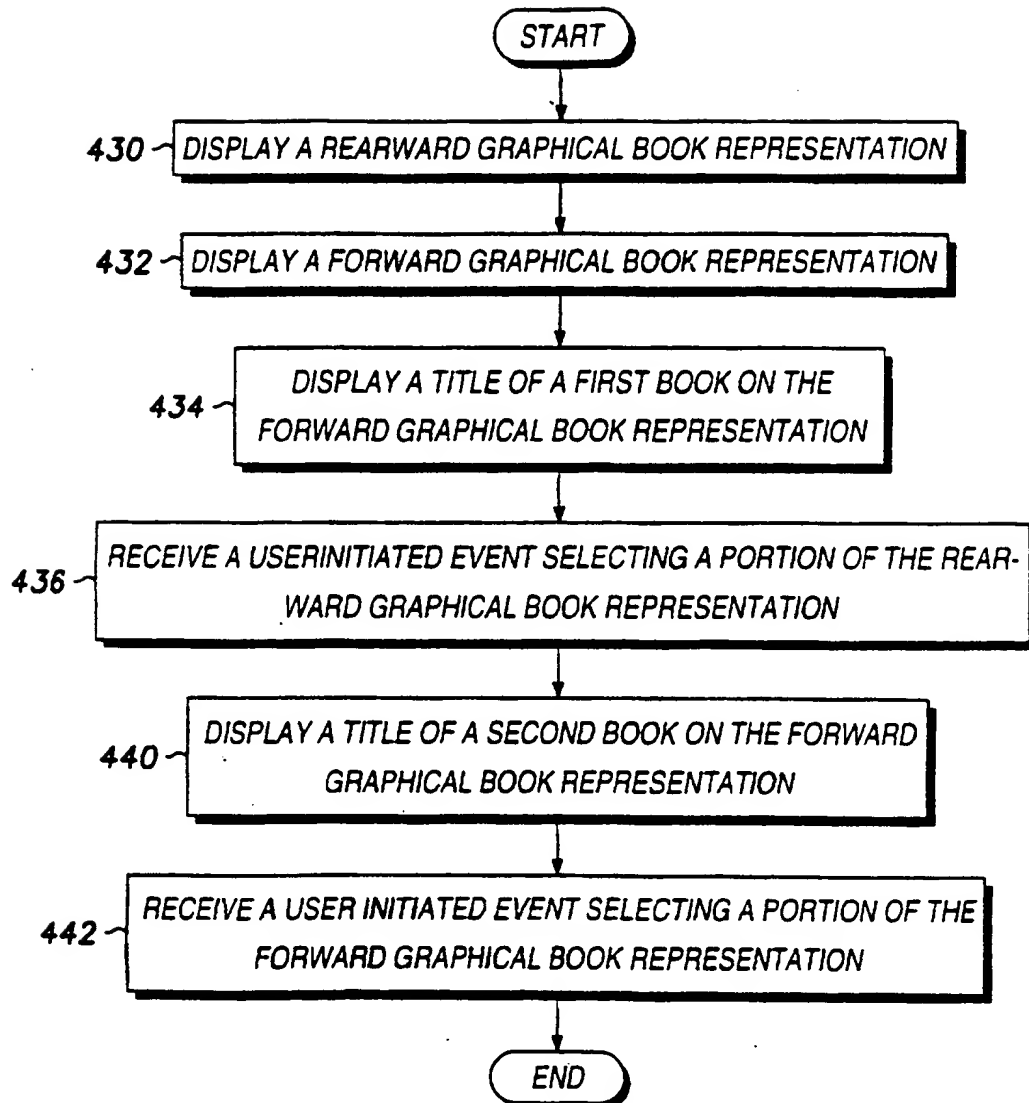 START
430 DISPLAY A REARWARD GRAPHICAL BOOK REPRESENTATION
432 DISPLAY A FORWARD GRAPHICAL BOOK REPRESENTATION
DISPLAY A TITLE OF A FIRST BOOK ON THE
434 FORWARD GRAPHICAL BOOK REPRESENTATION
RECEIVE A USERINITIATED EVENT SELECTING A PORTION OF THE REAR-
436 WARD GRAPHICAL BOOK REPRESENTATION
DISPLAY A TITLE OF A SECOND BOOK ON THE FORWARD
440 GRAPHICAL BOOK REPRESENTATION
RECEIVE A USER INITIATED EVENT SELECTING A PORTION OF THE
442 FORWARD GRAPHICAL BOOK REPRESENTATION
END